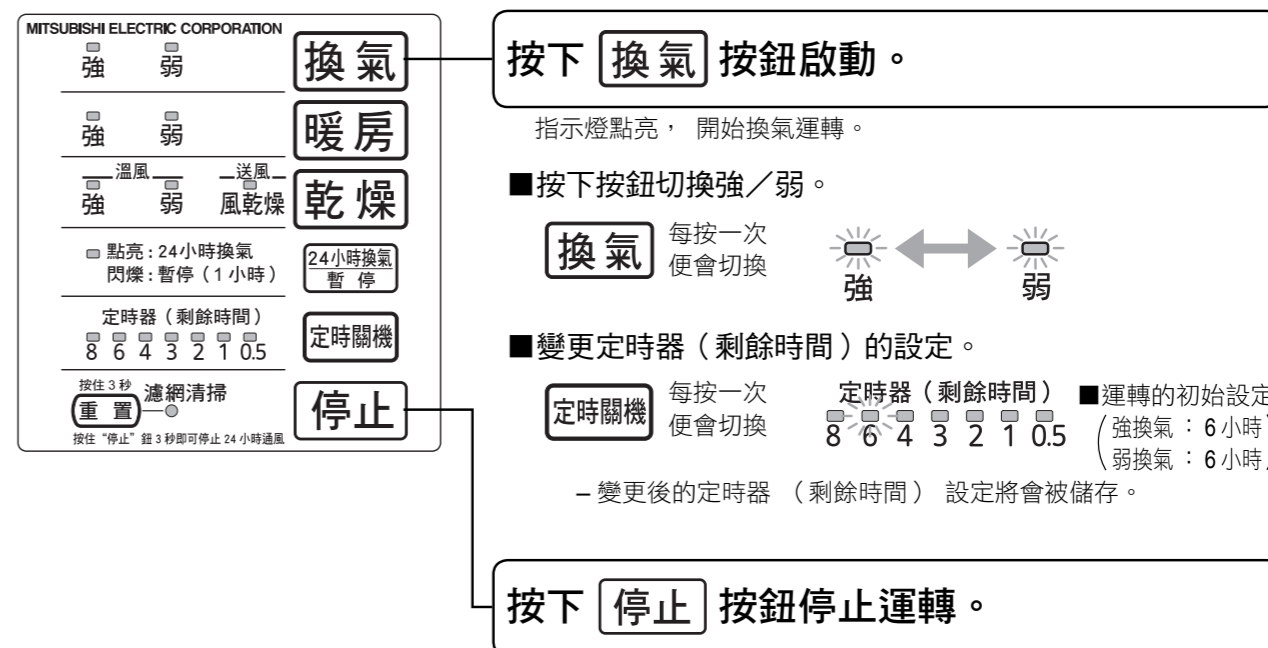 MITSUBISHI ELECTRIC CORPORATION
強 弱 換氣
強 弱 暖房
溫風 送風
強 弱 風乾燥 乾燥
點亮:24小時換氣
閃爍:暫停(1小時)
24小時換氣
暫停
定時器(剩餘時間)
8 6 4 3 2 1 0.5
定時關機
按住3秒
重置 濾網清掃
停止
按住“停止”鈕3秒即可停止24小時通風
按下 換氣 按鈕啟動。
指示燈點亮, 開始換氣運轉。
■按下按鈕切換強/弱。
換氣
每按一次
便會切換
強 弱
■變更定時器(剩餘時間)的設定。
定時關機
每按一次
便會切換
定時器(剩餘時間)
8 6 4 3 2 1 0.5
■運轉的初始設定
(強換氣:6小時
弱換氣:6小時
– 變更後的定時器 (剩餘時間) 設定將會被儲存。
按下 停止 按鈕停止運轉。